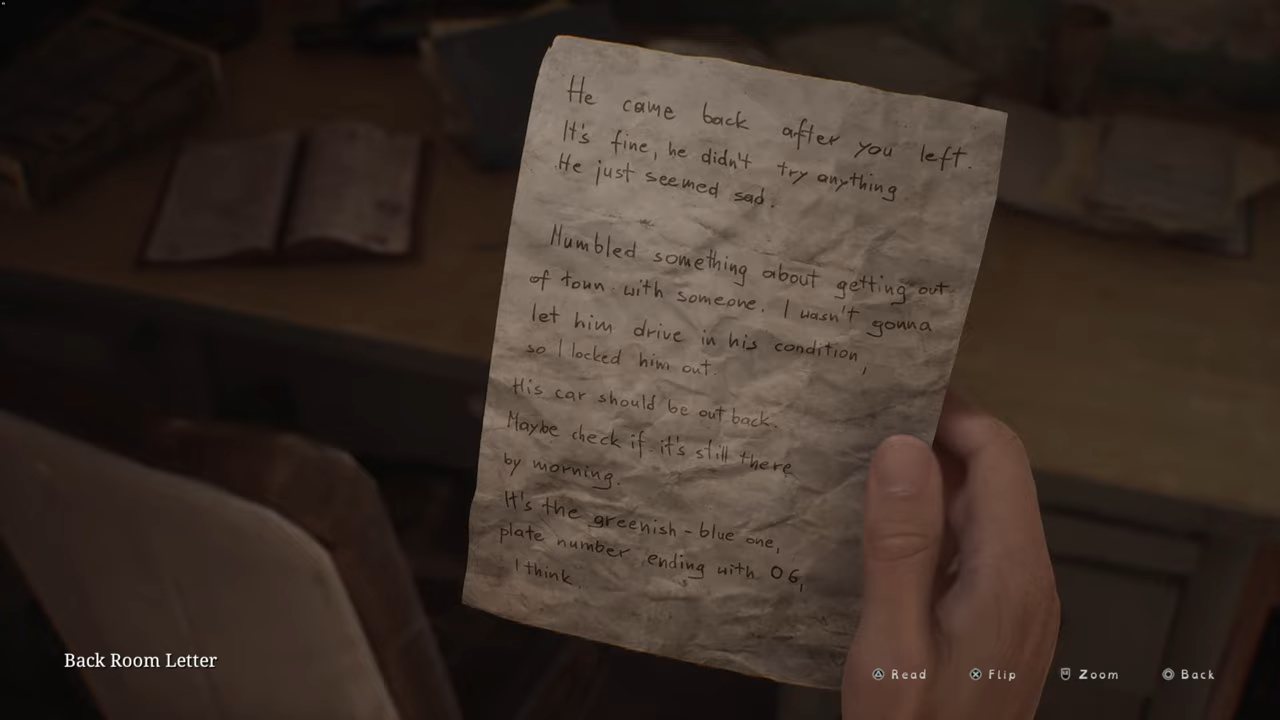 He came back after you left.
It's fine, he didn't try anything
He just seemed sad.
Mumbled something about getting out
of town with someone. I wasn't gonna
let him drive in his condition,
so I locked him out.
His car should be out back.
Maybe check if it's still there
by morning.
It's the greenish-blue one,
plate number ending with 06,
I think.
Back Room Letter
Read
Flip
Zoom
Back